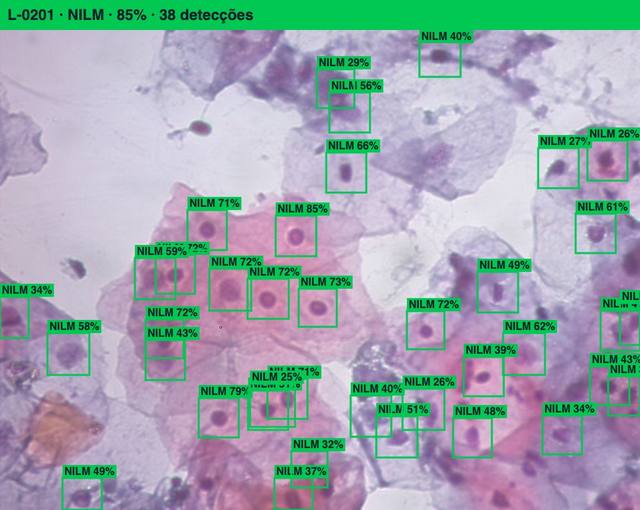 L-0201 · NILM · 85% · 38 detecções
NILM 40%
NILM 29%
NILM 56%
NILM 26%
NILM 27%
NILM 66%
NILM 71%
NILM 85%
NILM 61%
NILM 59%
72%
NILM 72%
NILM 72%
NILM 49%
NILM 73%
NILM 34%
NILM 72%
NILM 72%
NILM 58%
NILM 62%
NILM 43%
NILM 39%
NILM 43%
NILM
NILM 25%
71%
NILM 79%
NILM 40%
NILM 26%
51%
NILM 48%
NILM 34%
NILM 32%
NILM 49%
NILM 37%